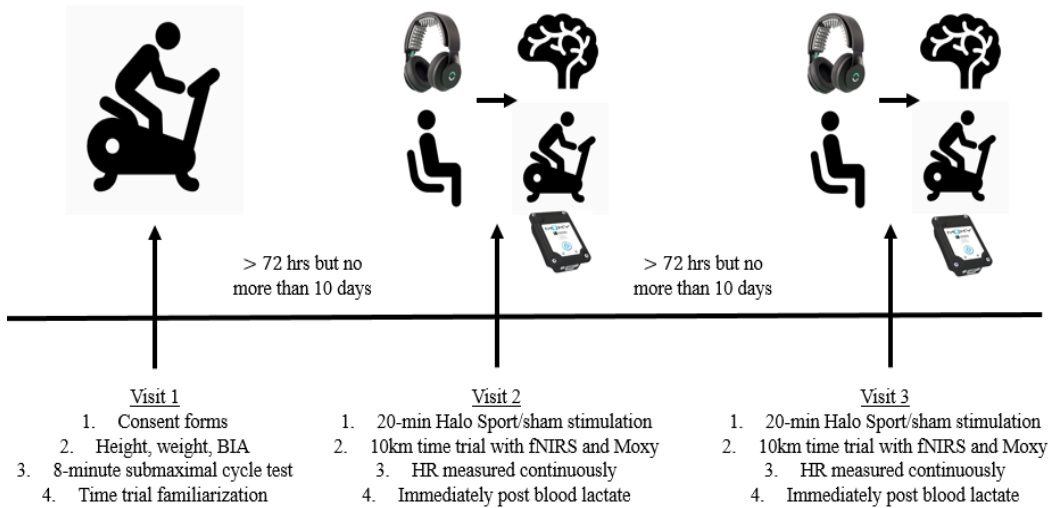 > 72 hrs but no
more than 10 days
> 72 hrs but no
more than 10 days
Visit 1
1. Consent forms
2. Height, weight, BIA
3. 8-minute submaximal cycle test
4. Time trial familiarization
Visit 2
1. 20-min Halo Sport/sham stimulation
2. 10km time trial with fNIRS and Moxy
3. HR measured continuously
4. Immediately post blood lactate
Visit 3
1. 20-min Halo Sport/sham stimulation
2. 10km time trial with fNIRS and Moxy
3. HR measured continuously
4. Immediately post blood lactate